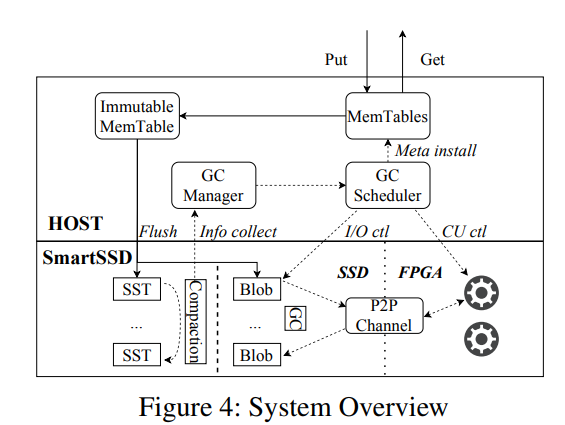 Put
Get
Immutable
MemTable
MemTables
Meta install
GC
Manager
GC
Scheduler
HOST
Flush
Info collect
I/O ctl
CU ctl
SmartSSD
SSD
FPGA
SST
Compaction
Blob
P2P
Channel
...
...
GC
SST
Blob
Figure 4: System Overview